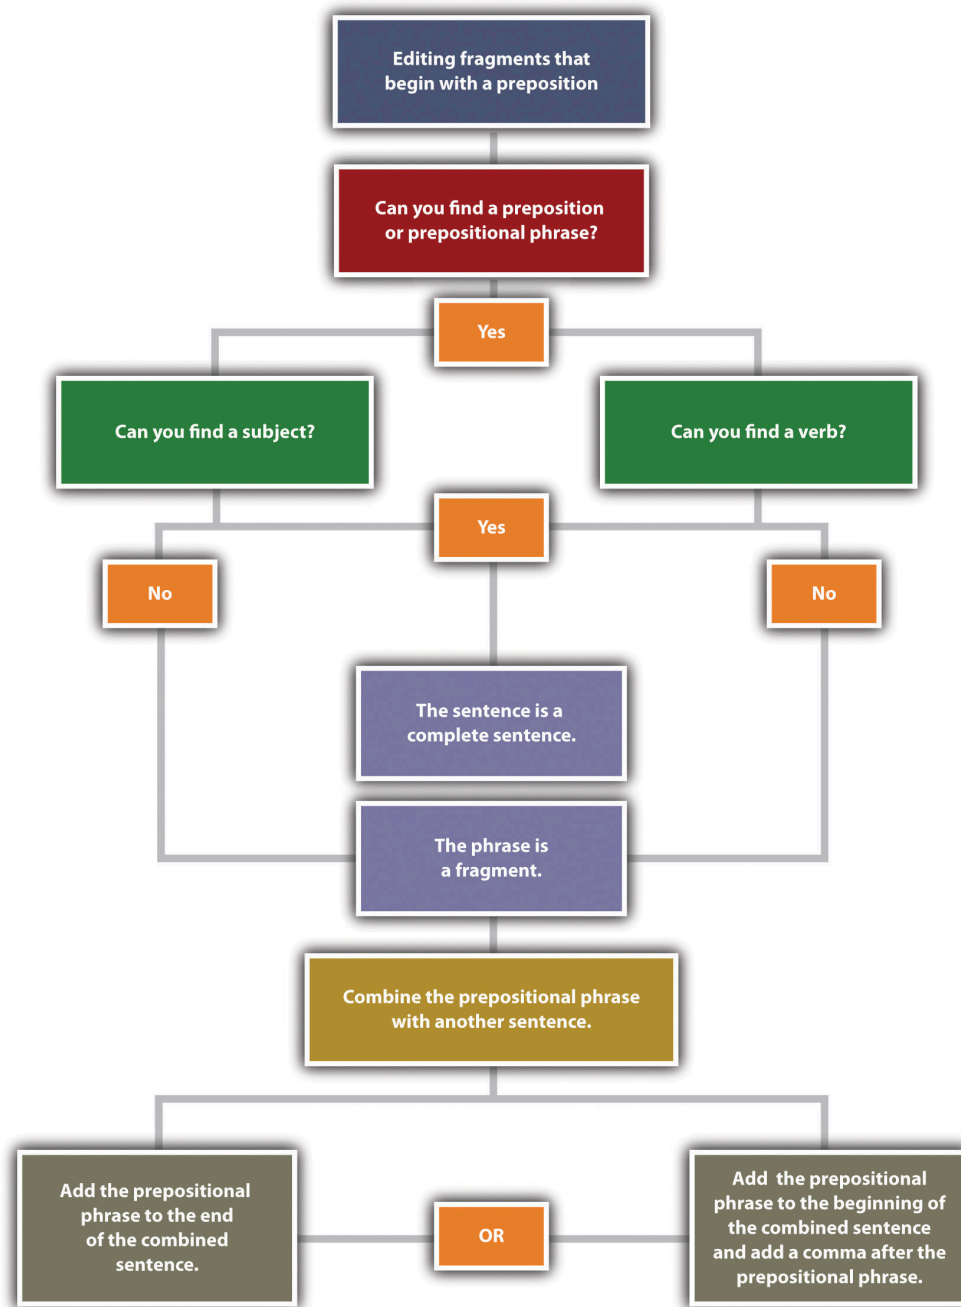 Editing fragments that
begin with a preposition
Can you find a preposition
or prepositional phrase?
Yes
Can you find a subject?
Can you find a verb?
Yes
No
No
The sentence is a
complete sentence.
The phrase is
a fragment.
Combine the prepositional phrase
with another sentence.
Add the prepositional
phrase to the end
of the combined
sentence.
OR
Add the prepositional
phrase to the beginning of
the combined sentence
and add a comma after the
prepositional phrase.